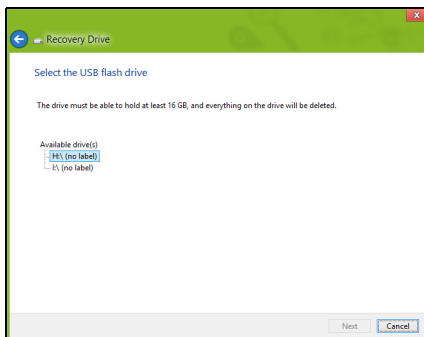 Recovery Drive
Select the USB flash drive
The drive must be able to hold at least 16 GB, and everything on the drive will be deleted.
Available drive(s)
H:\ (no label)
I:\ (no label)
Next
Cancel